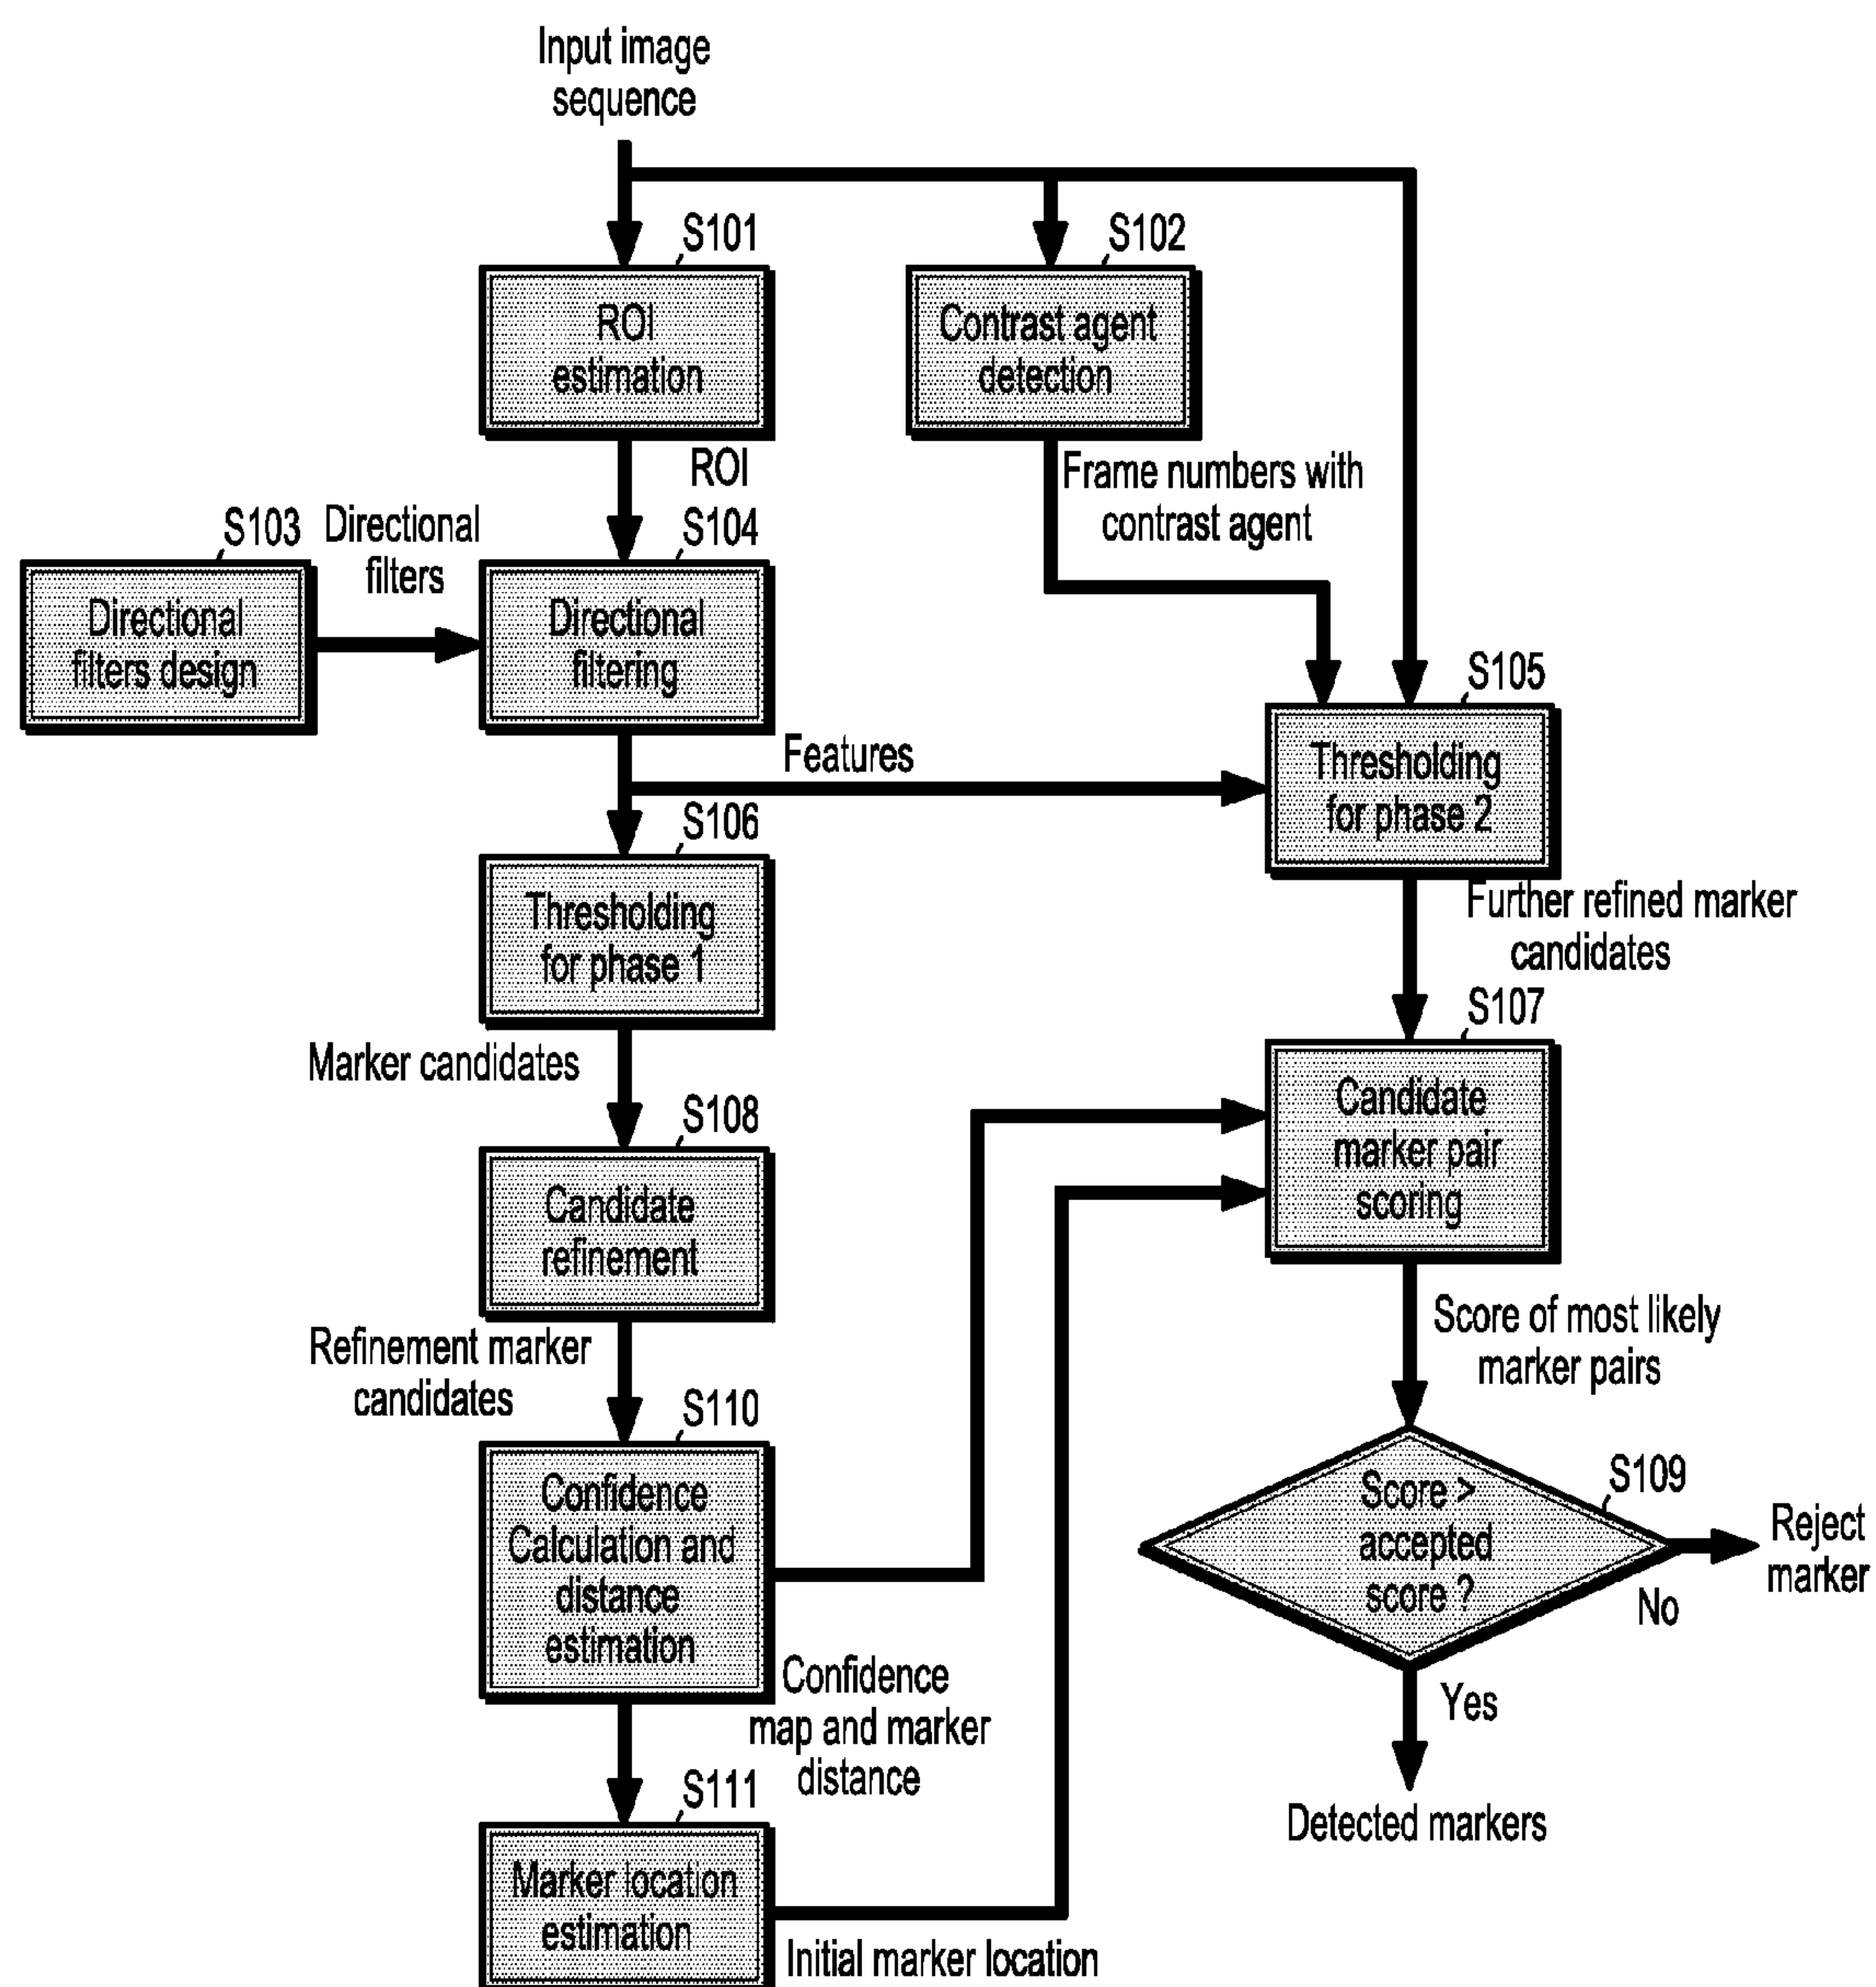 Input image
sequence
S101
S102
ROI
estimation
Contrast agent
detection
ROI
Frame numbers with
contrast agent
S103
Directional
filters
S104
Directional
filters design
Directional
filtering
S105
Features
Thresholding
for phase 2
S106
Thresholding
for phase 1
Further refined marker
candidates
S107
Marker candidates
S108
Candidate
marker pair
scoring
Candidate
refinement
Refinement marker
candidates
Score of most likely
marker pairs
S110
S109
Confidence
Calculation and
distance
estimation
Score >
accepted
score ?
Reject
marker
No
Confidence
map and marker
distance
Yes
S111
Detected markers
Marker location
estimation
Initial marker location